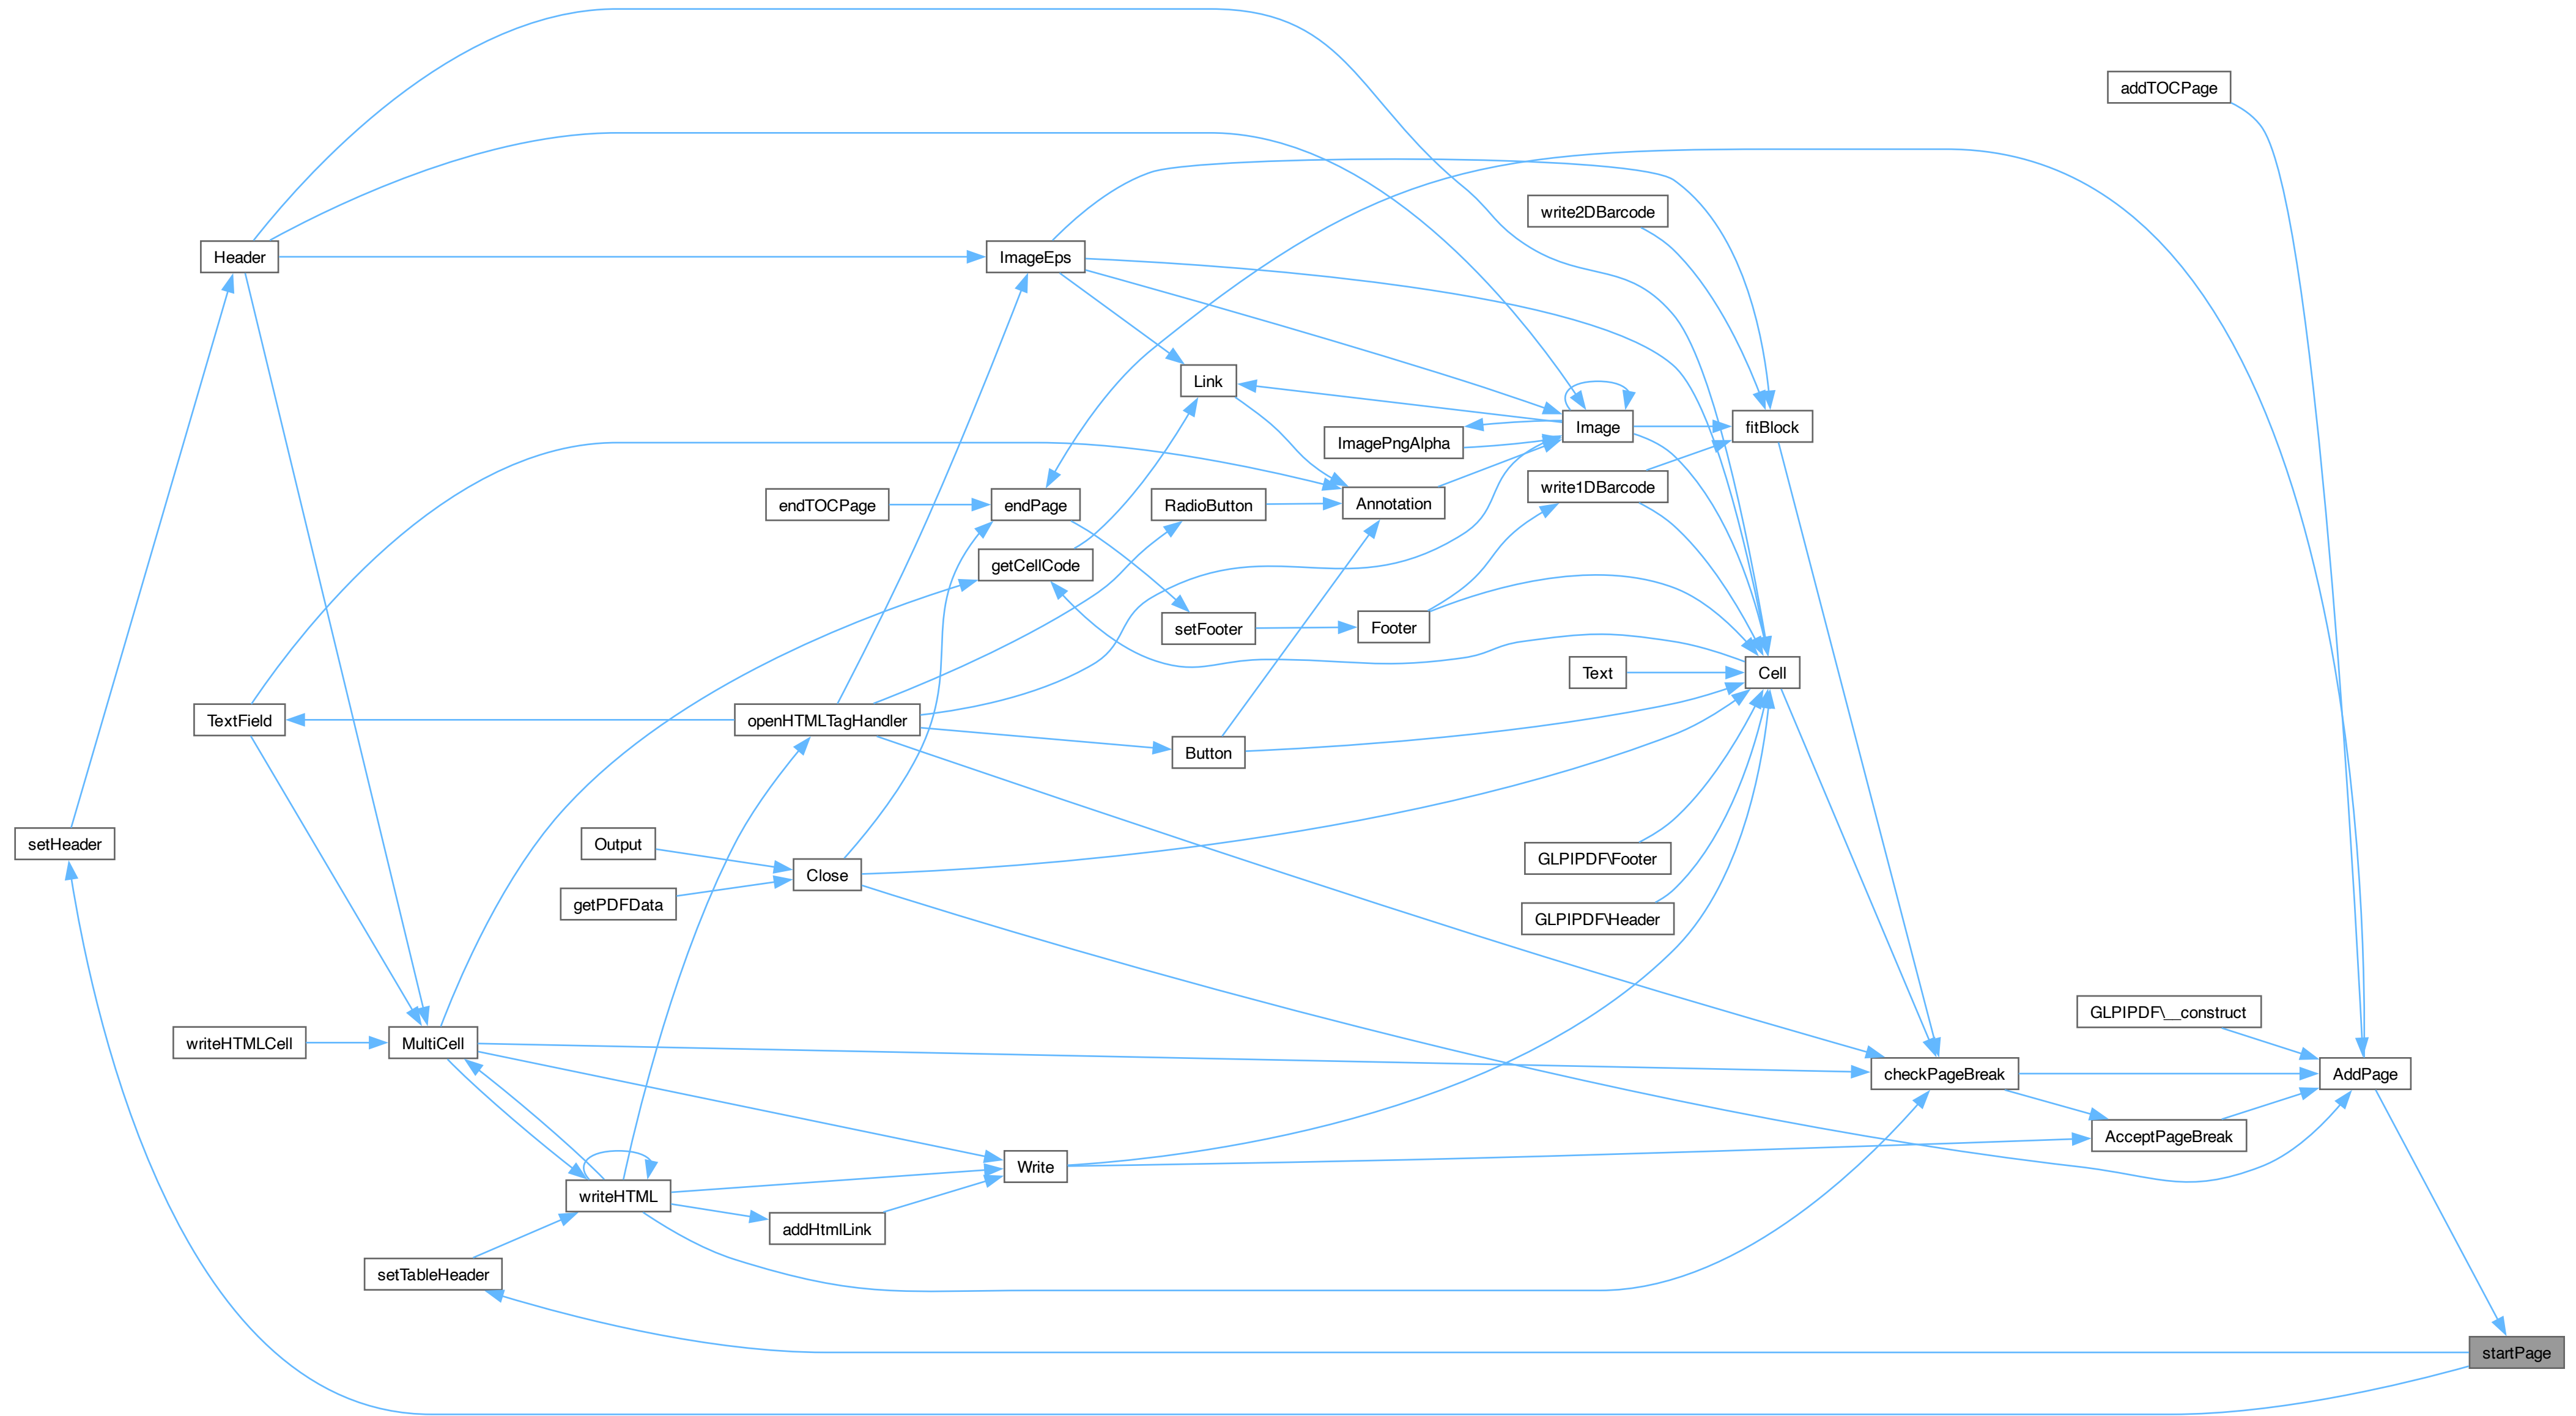 addTOCPage
write2DBarcode
Header
ImageEps
Link
Image
fitBlock
ImagePngAlpha
write1DBarcode
endTOCPage
endPage
RadioButton
Annotation
getCellCode
setFooter
Footer
Text
Cell
TextField
openHTMLTagHandler
Button
setHeader
Output
GLPIPDF\Footer
Close
getPDFData
GLPIPDF\Header
GLPIPDF\__construct
writeHTMLCell
MultiCell
checkPageBreak
AddPage
AcceptPageBreak
Write
writeHTML
addHtmlLink
setTableHeader
startPage